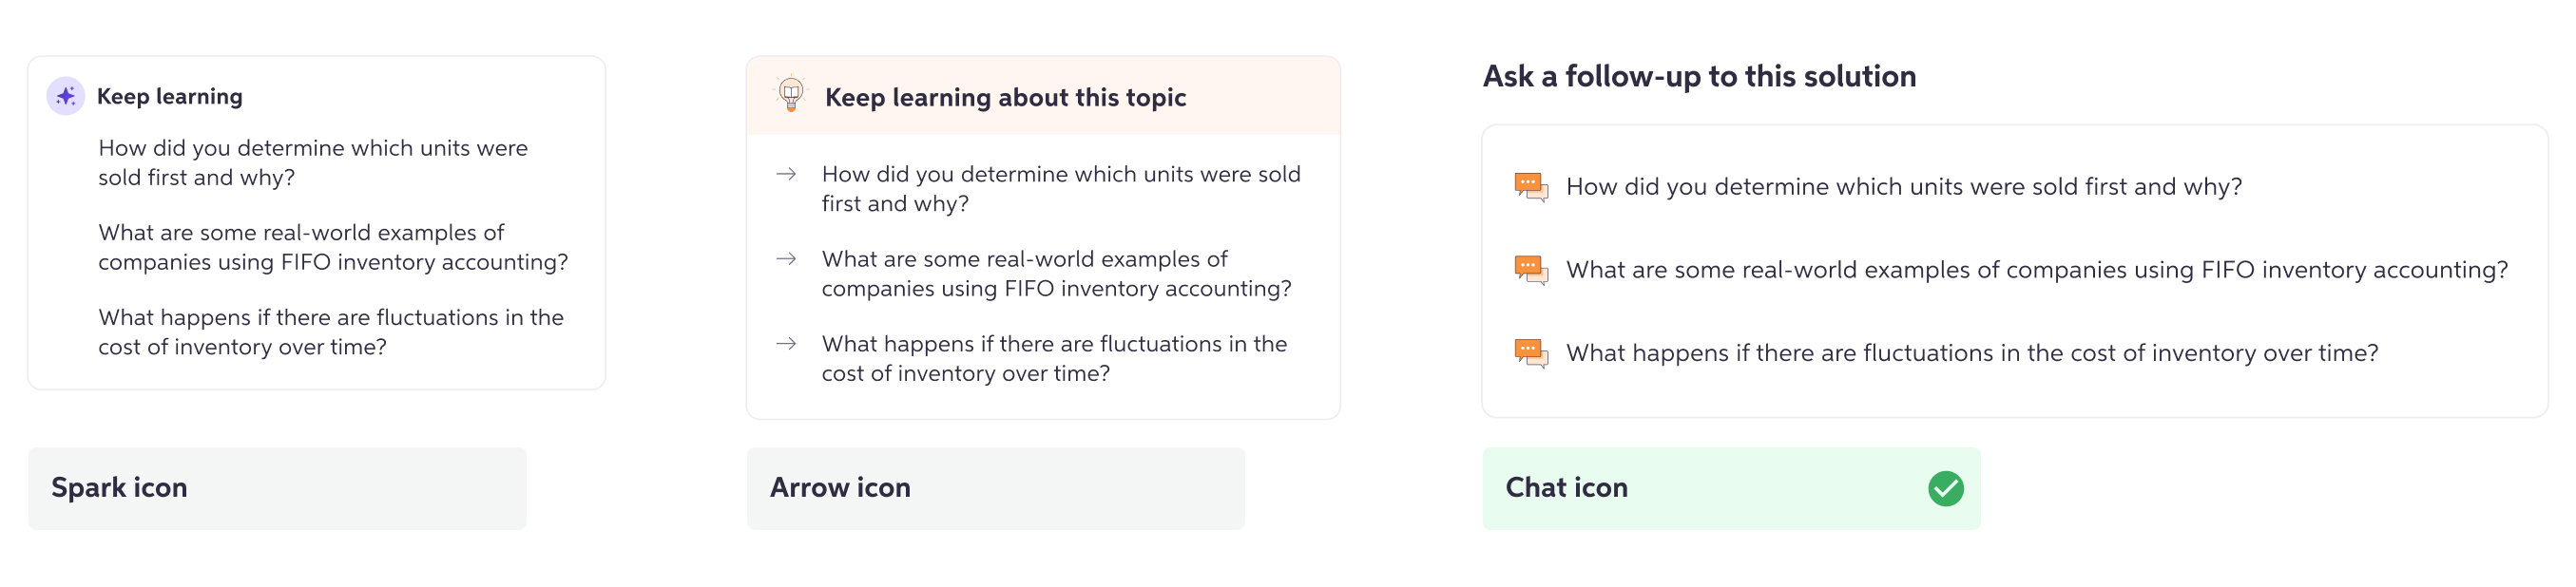 Keep learning
How did you determine which units were
sold first and why?
What are some real-world examples of
companies using FIFO inventory accounting?
What happens if there are fluctuations in the
cost of inventory over time?
Spark icon
Keep learning about this topic
How did you determine which units were sold
first and why?
What are some real-world examples of
companies using FIFO inventory accounting?
What happens if there are fluctuations in the
cost of inventory over time?
Arrow icon
Ask a follow-up to this solution
How did you determine which units were sold first and why?
What are some real-world examples of companies using FIFO inventory accounting?
What happens if there are fluctuations in the cost of inventory over time?
Chat icon